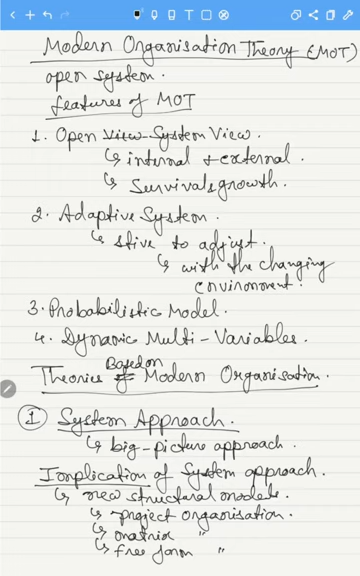 Modern Organisation Theory (MOT)
open system.
features of MOT
1. Open view-System View.
↳ internal + external.
↳ Survival & growth.
2. Adaptive System.
↳ stive to adjust.
↳ with the changing
environment.
3. Probabilistic Model.
4. Dynamic Multi-Variables.
Theories Based on Modern Organisation.
① System Approach.
↳ big-picture approach.
Implication of System approach.
↳ new structural models.
↳ project organisation.
↳ matrix "
↳ free form "